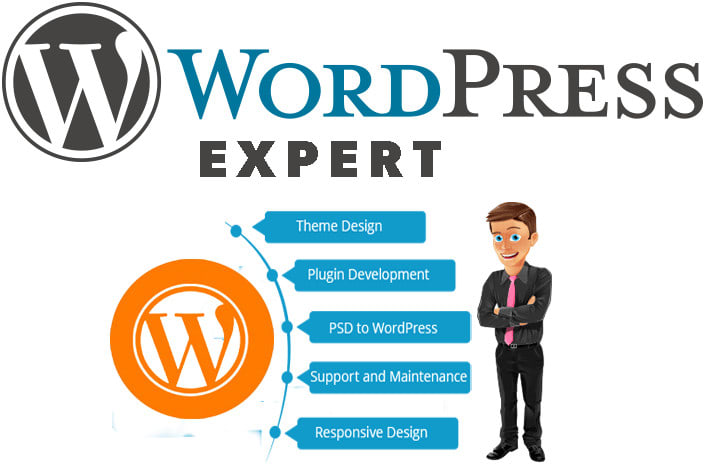 WORDPRESS
EXPERT
Theme Design
Plugin Development
PSD to WordPress
Support and Maintenance
Responsive Design